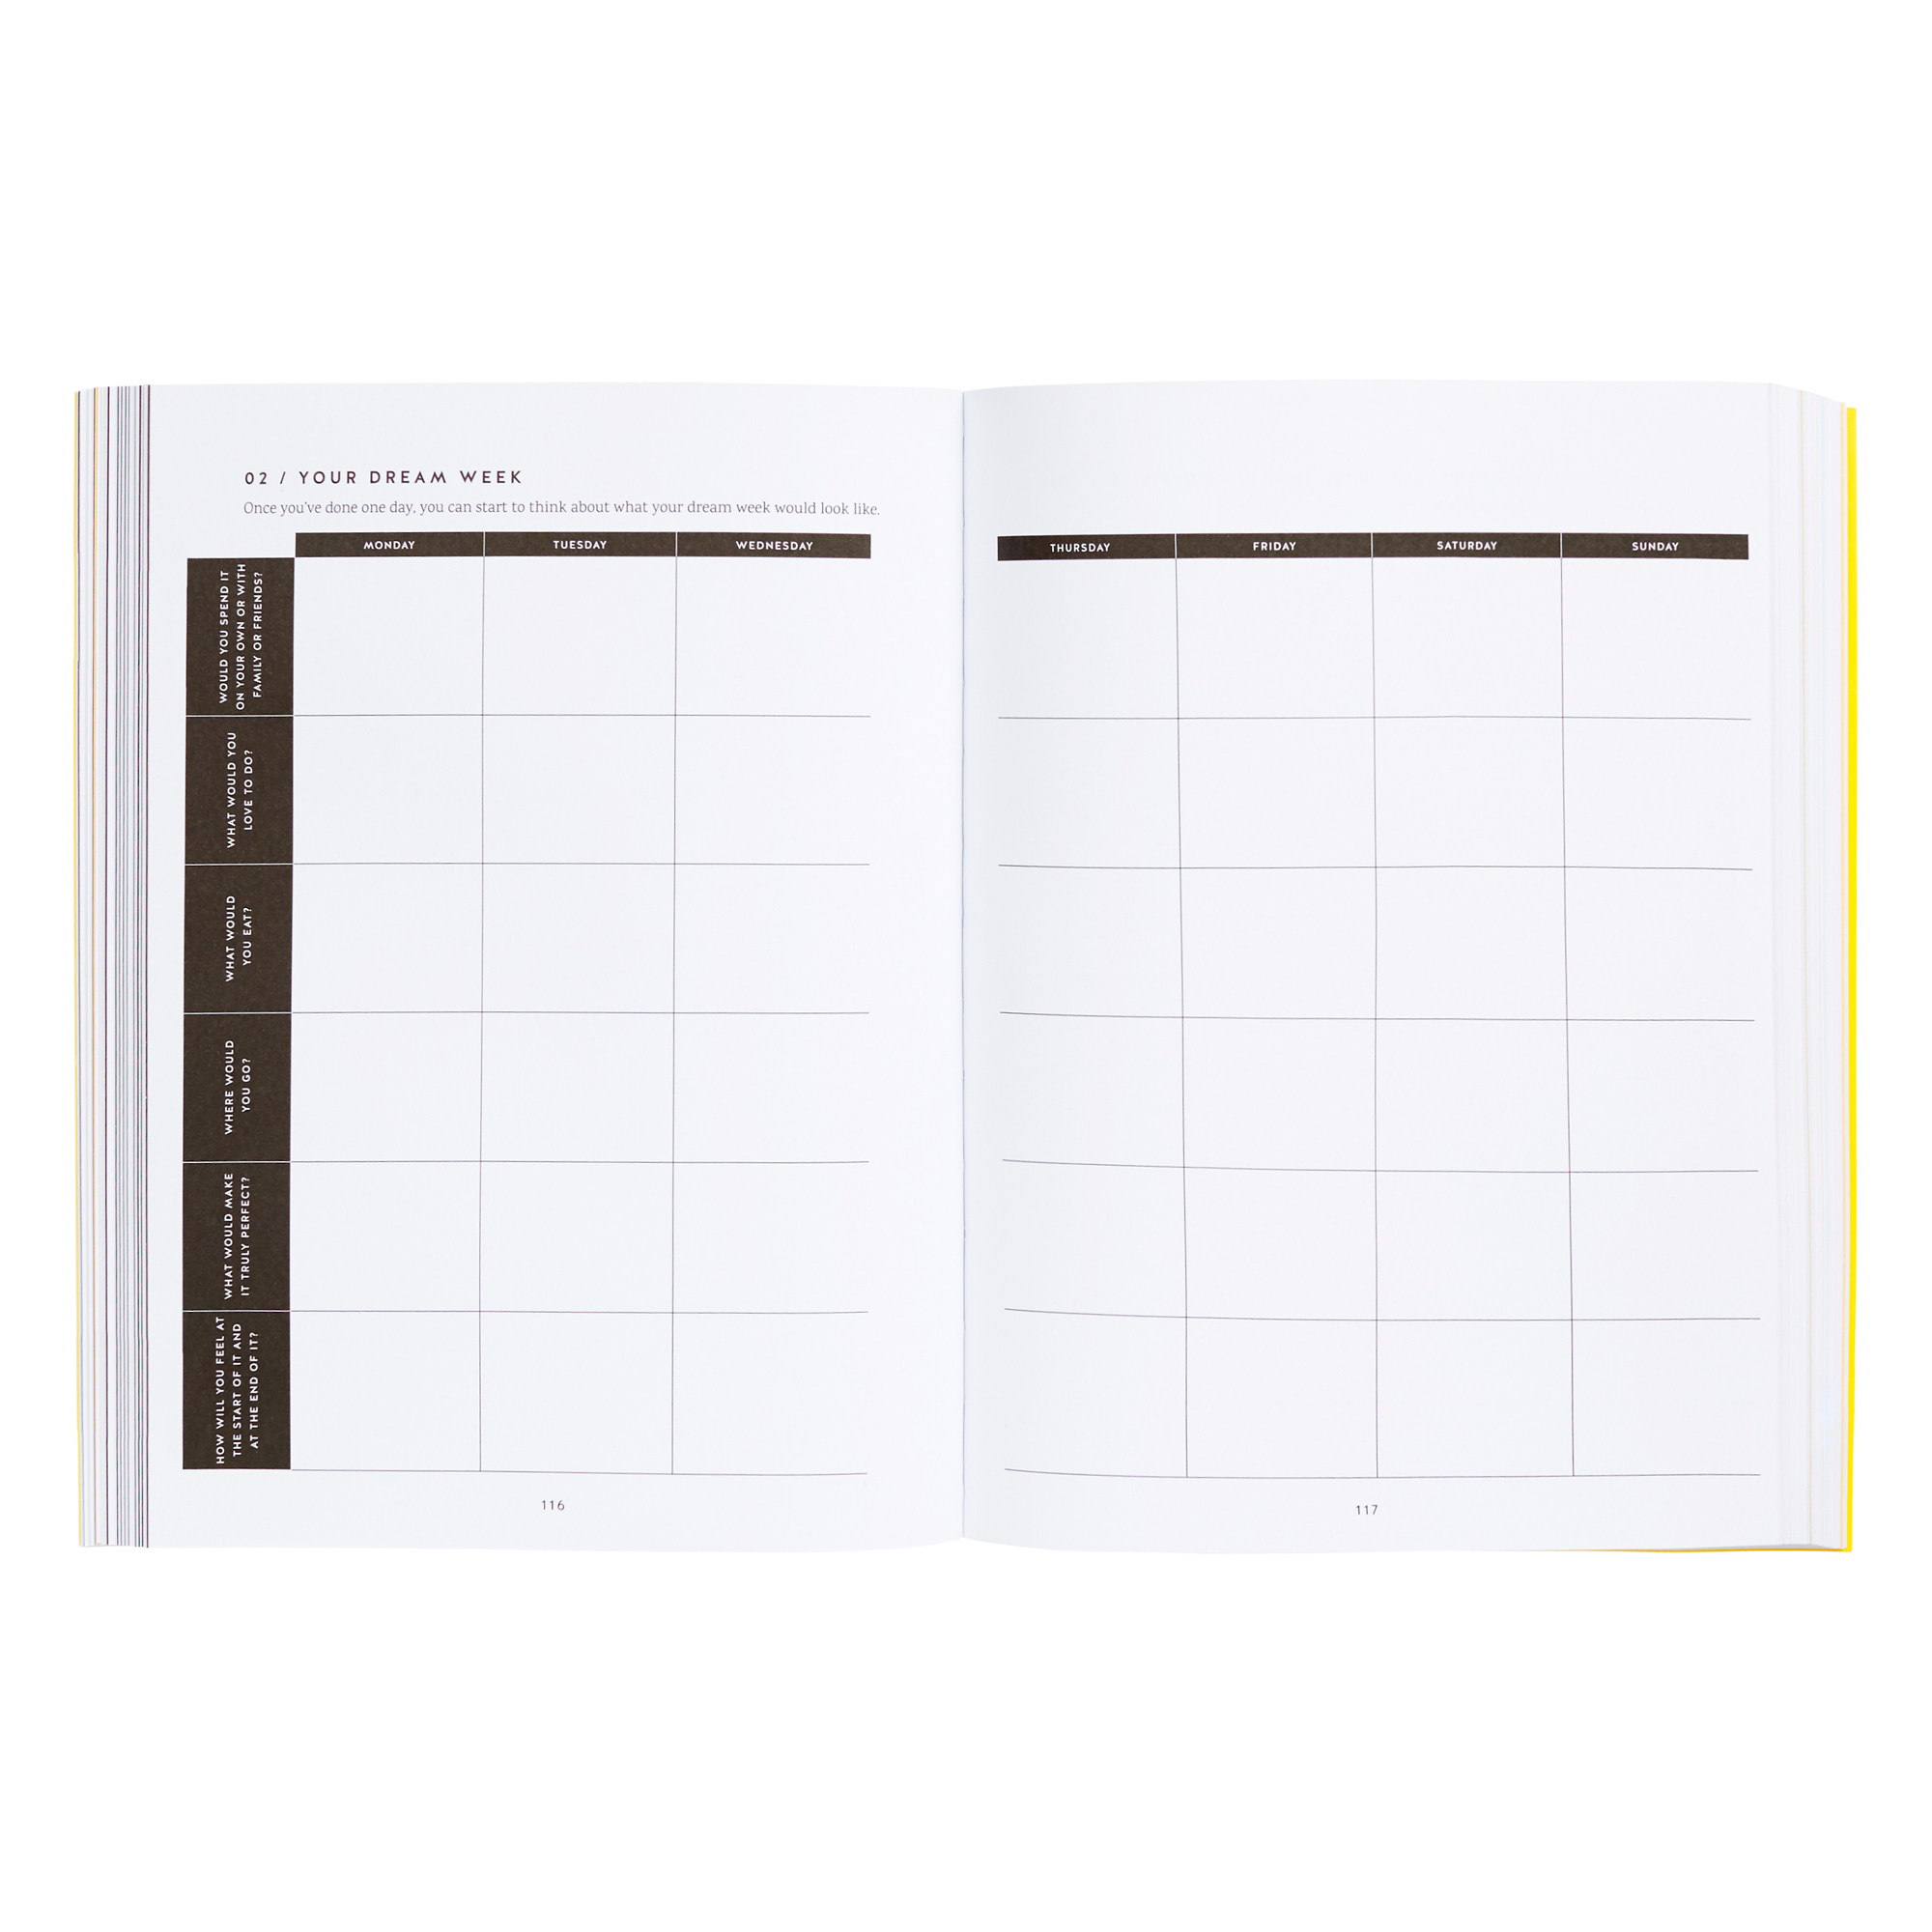 02 / YOUR DREAM WEEK
Once you've done one day, you can start to think about what your dream week would look like.
MONDAY
TUESDAY
WEDNESDAY
THURSDAY
FRIDAY
SATURDAY
SUNDAY
WOULD YOU SPEND IT
ON YOUR OWN OR WITH
FAMILY OR FRIENDS?
WHAT WOULD YOU
LOVE TO DO?
WHAT WOULD
YOU EAT?
WHERE WOULD
YOU GO?
WHAT WOULD MAKE
IT TRULY PERFECT?
HOW WILL YOU FEEL AT
THE START OF IT AND
AT THE END OF IT?
116
117